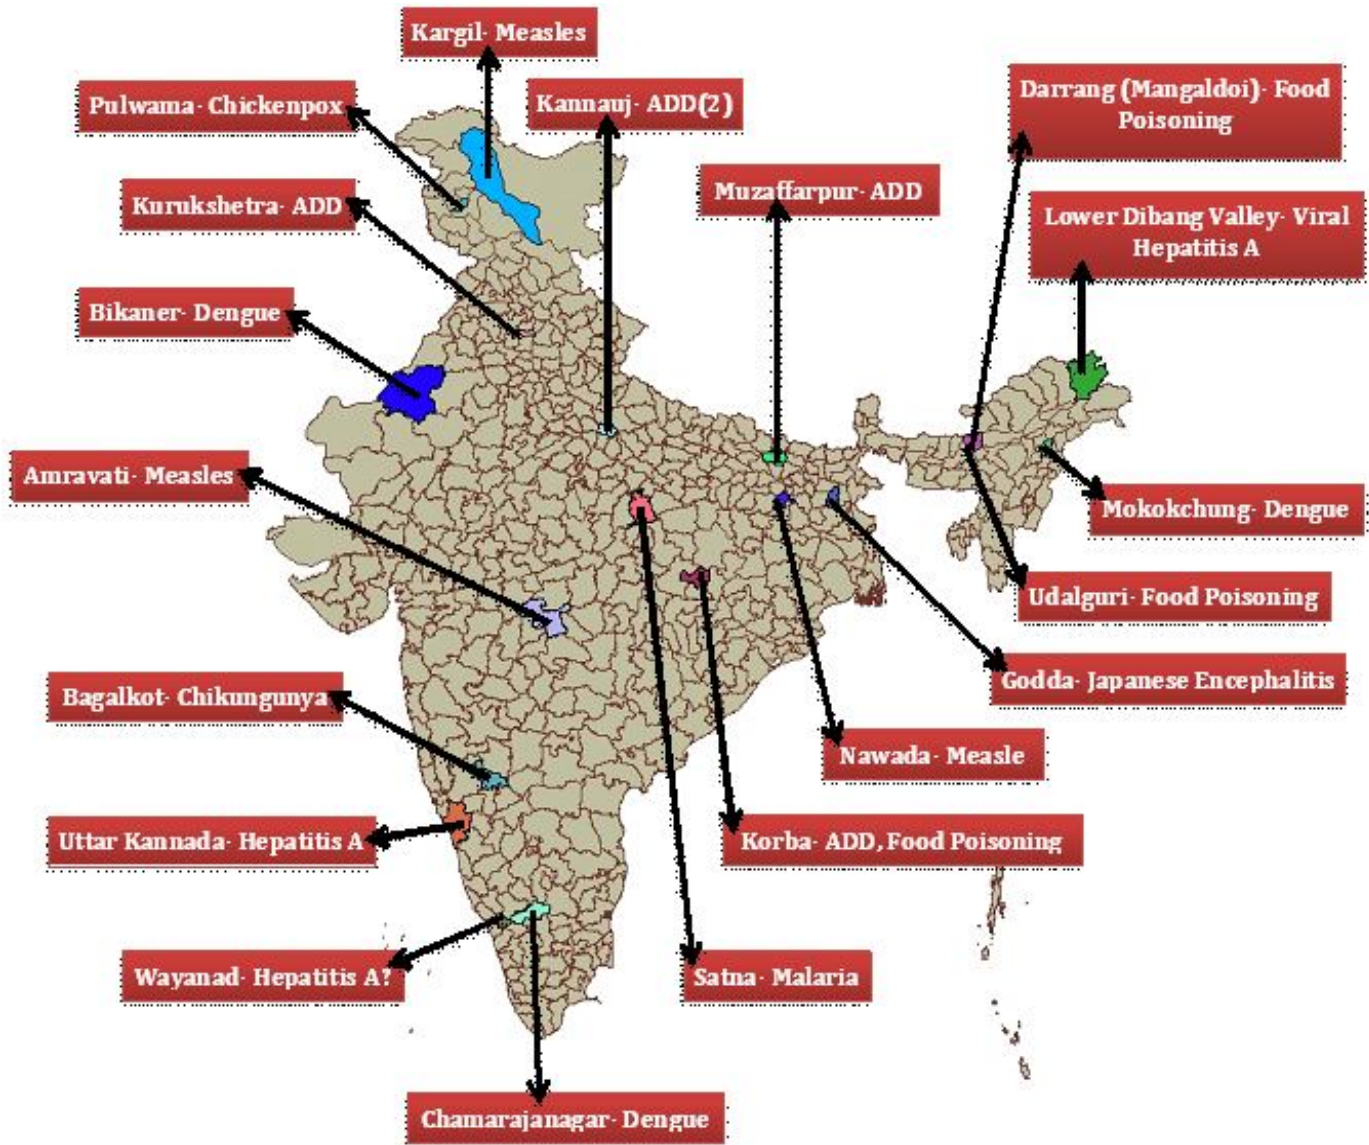 Kargil- Measles
Pulwama- Chickenpox
Kannauj- ADD(2)
Darrang (Mangaldoi)- Food
Poisoning
Kurukshetra- ADD
Muzaffarpur- ADD
Lower Dibang Valley- Viral
Hepatitis A
Bikaner- Dengue
Amravati- Measles
Mokokchung- Dengue
Udalguri- Food Poisoning
Godda- Japanese Encephalitis
Bagalkot- Chikungunya
Nawada- Measle
Uttar Kannada- Hepatitis A
Korba- ADD, Food Poisoning
Wayanad- Hepatitis A?
Satna- Malaria
Chamarajanagar- Dengue